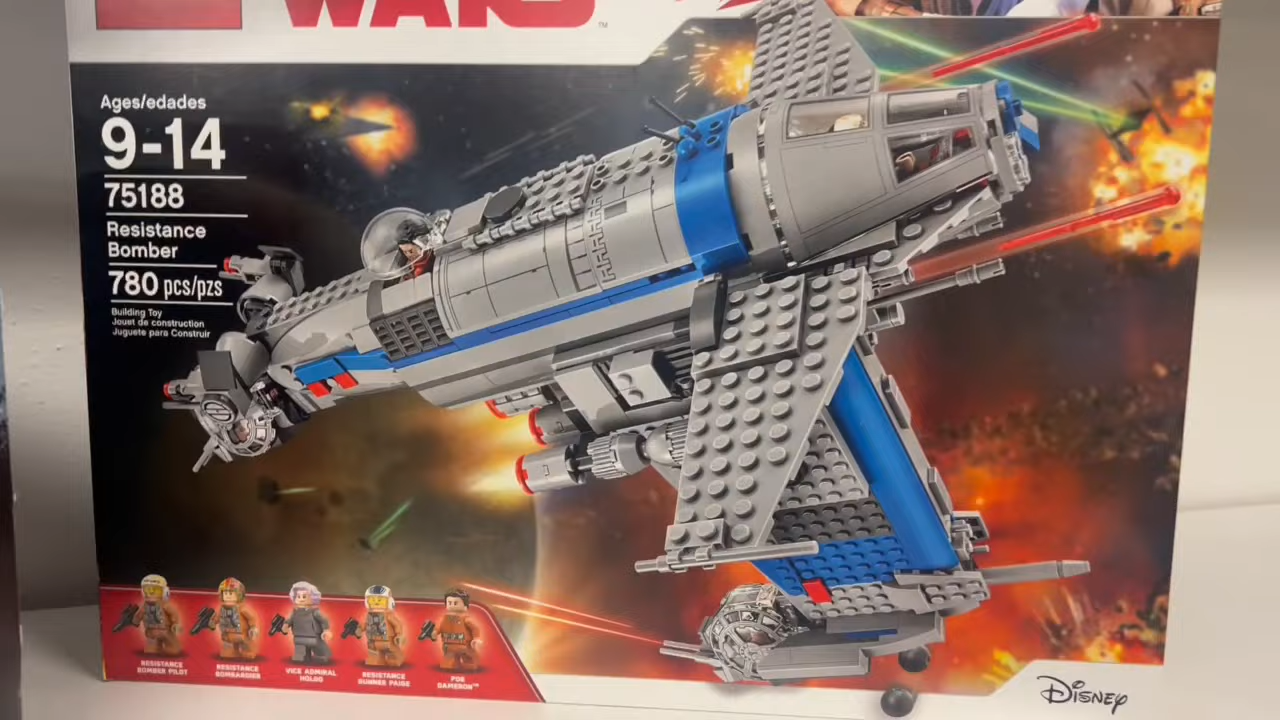 WARS
™
Ages/edades
9-14
75188
Resistance
Bomber
780 pcs/pzs
Building Toy
Jouet de construction
Juguete para Construir
RESISTANCE
BOMBER PILOT
RESISTANCE
BOMBARDIER
VICE ADMIRAL
HOLDO
RESISTANCE
GUNNER PAIGE
POE
DAMERON™
Disney